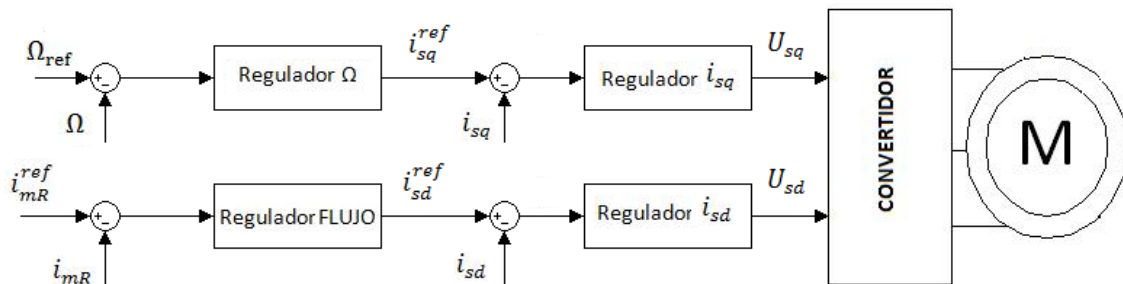 Ω_ref
Regulador Ω
i_sq^ref
Regulador i_sq
U_sq
Ω
i_sq
i_mR^ref
Regulador FLUJO
i_sd^ref
Regulador i_sd
U_sd
i_mR
i_sd
CONVERTIDOR
M